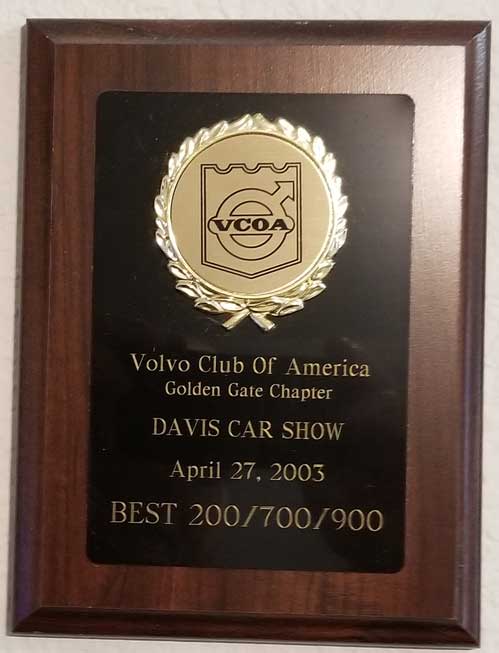 VCOA
Volvo Club Of America
Golden Gate Chapter
DAVIS CAR SHOW
April 27, 2003
BEST 200/700/900